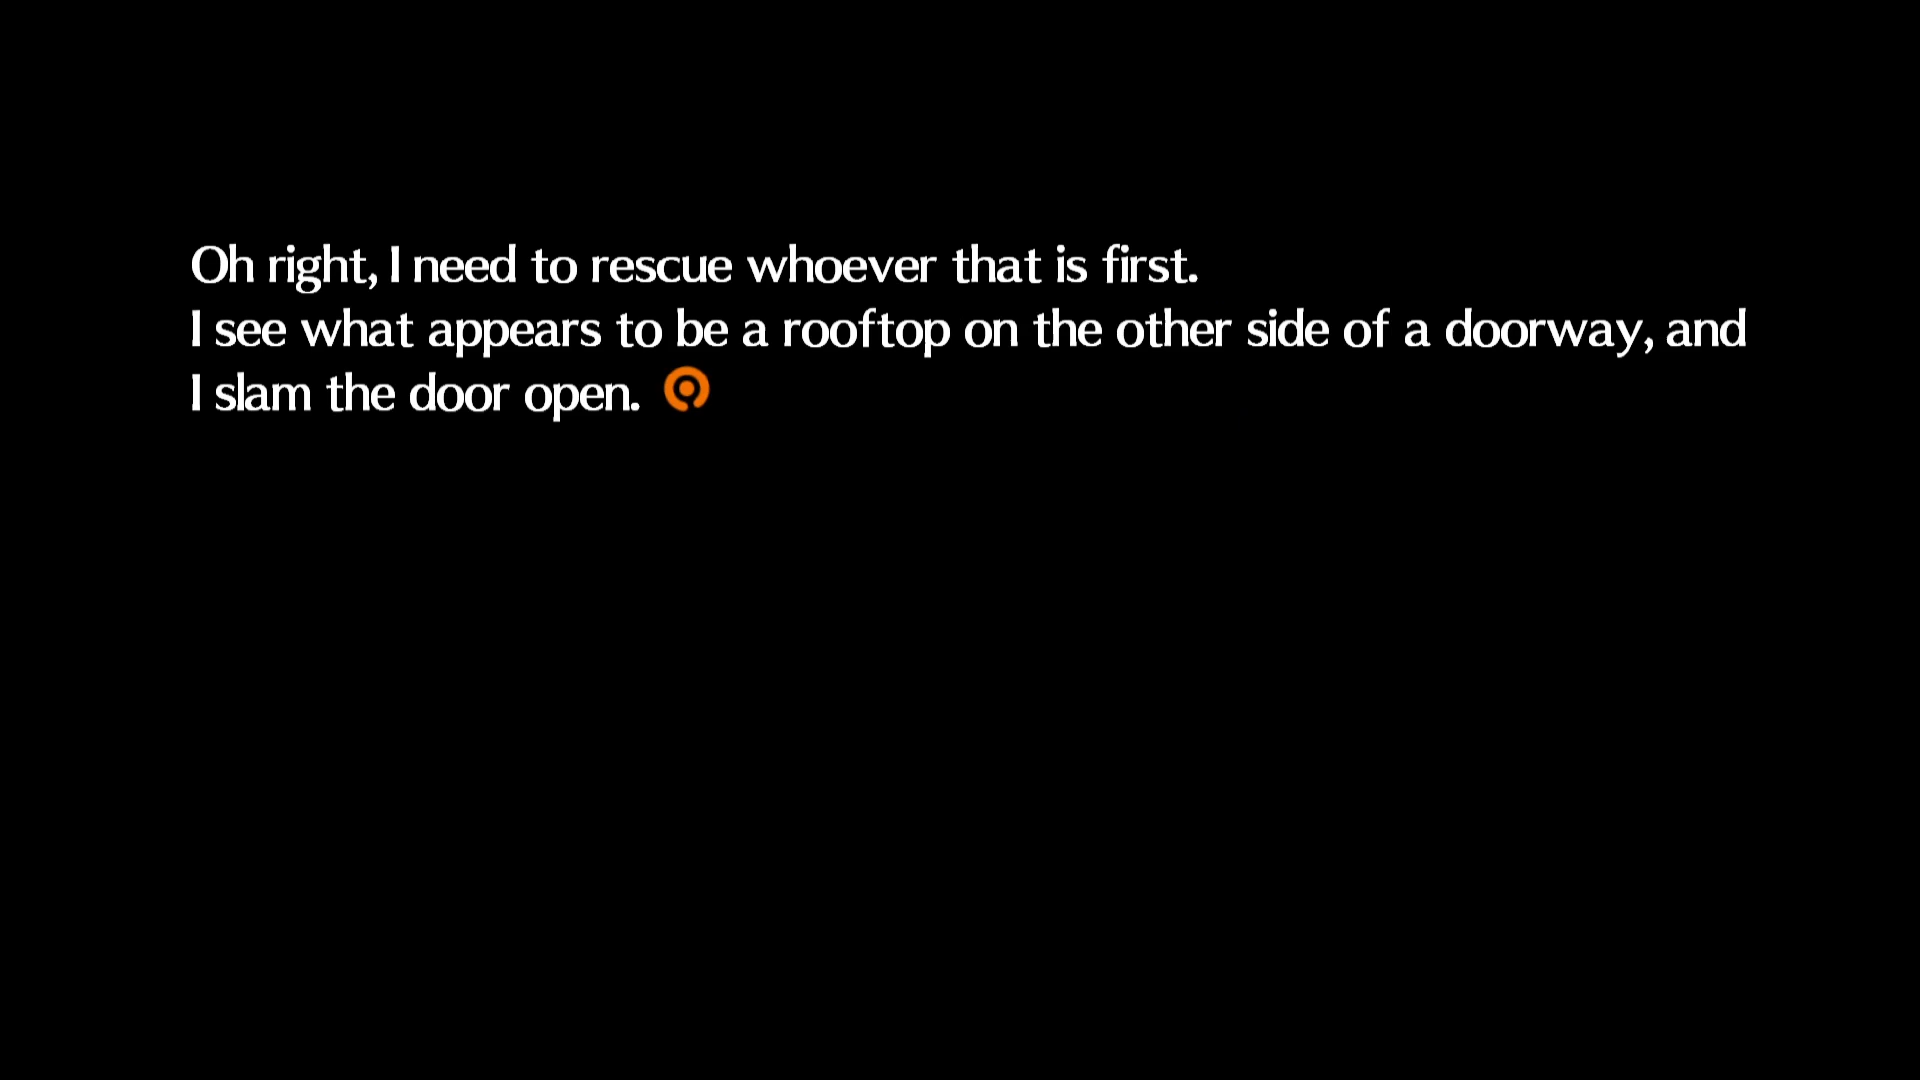 Oh right, I need to rescue whoever that is first.
I see what appears to be a rooftop on the other side of a doorway, and
I slam the door open.